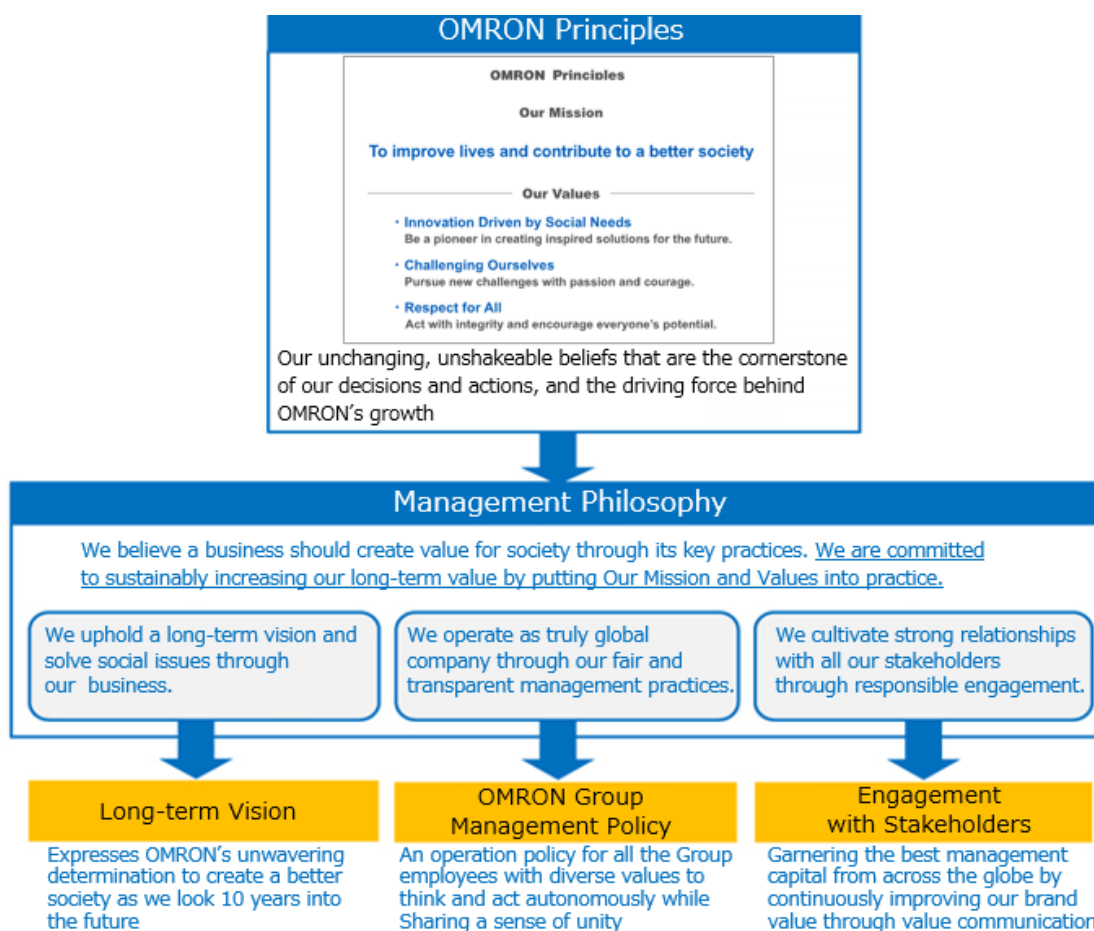 OMRON Principles
OMRON Principles
Our Mission
To improve lives and contribute to a better society
Our Values
· Innovation Driven by Social Needs
Be a pioneer in creating inspired solutions for the future.
· Challenging Ourselves
Pursue new challenges with passion and courage.
· Respect for All
Act with integrity and encourage everyone's potential.
Our unchanging, unshakeable beliefs that are the cornerstone
of our decisions and actions, and the driving force behind
OMRON's growth
Management Philosophy
We believe a business should create value for society through its key practices. We are committed
to sustainably increasing our long-term value by putting Our Mission and Values into practice.
We uphold a long-term vision and
solve social issues through
our business.
We operate as truly global
company through our fair and
transparent management practices.
We cultivate strong relationships
with all our stakeholders
through responsible engagement.
Long-term Vision
Expresses OMRON's unwavering
determination to create a better
society as we look 10 years into
the future
OMRON Group
Management Policy
An operation policy for all the Group
employees with diverse values to
think and act autonomously while
Sharing a sense of unity
Engagement
with Stakeholders
Garnering the best management
capital from across the globe by
continuously improving our brand
value through value communication